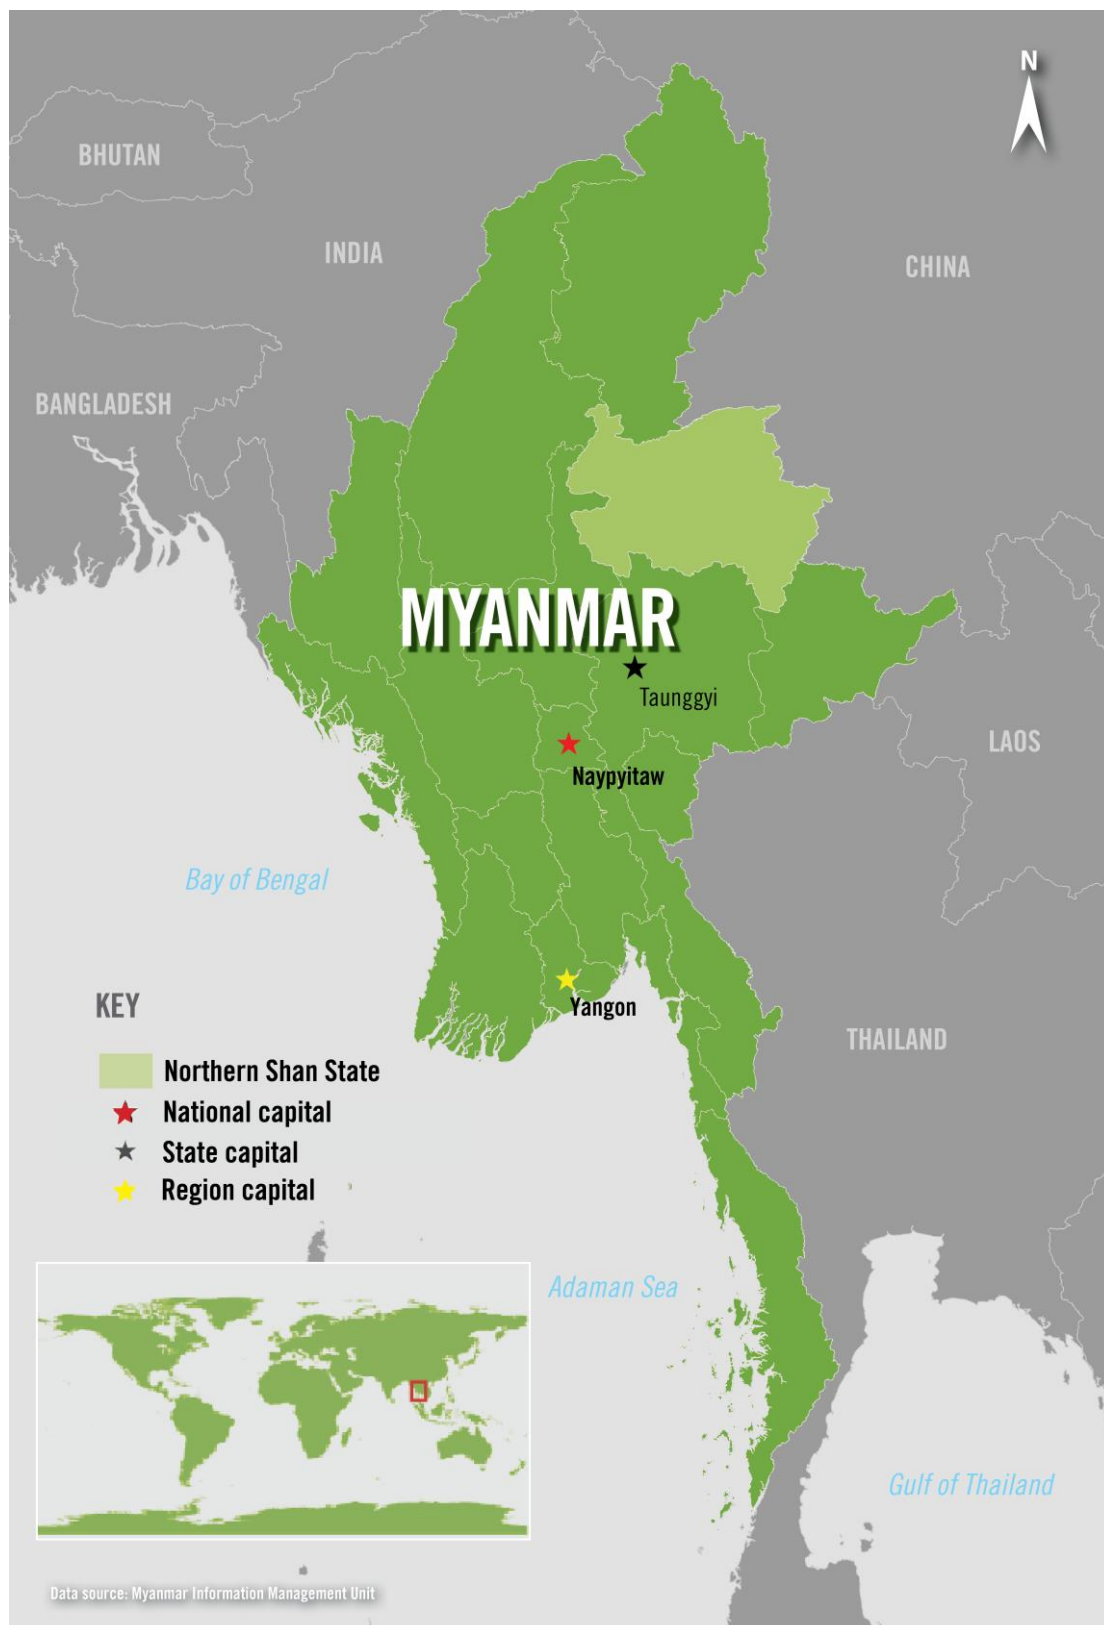 N
BHUTAN
INDIA
CHINA
BANGLADESH
MYANMAR
Taunggyi
LAOS
Naypyitaw
Bay of Bengal
Yangon
KEY
THAILAND
Northern Shan State
National capital
State capital
Region capital
Adaman Sea
Gulf of Thailand
Data source: Myanmar Information Management Unit